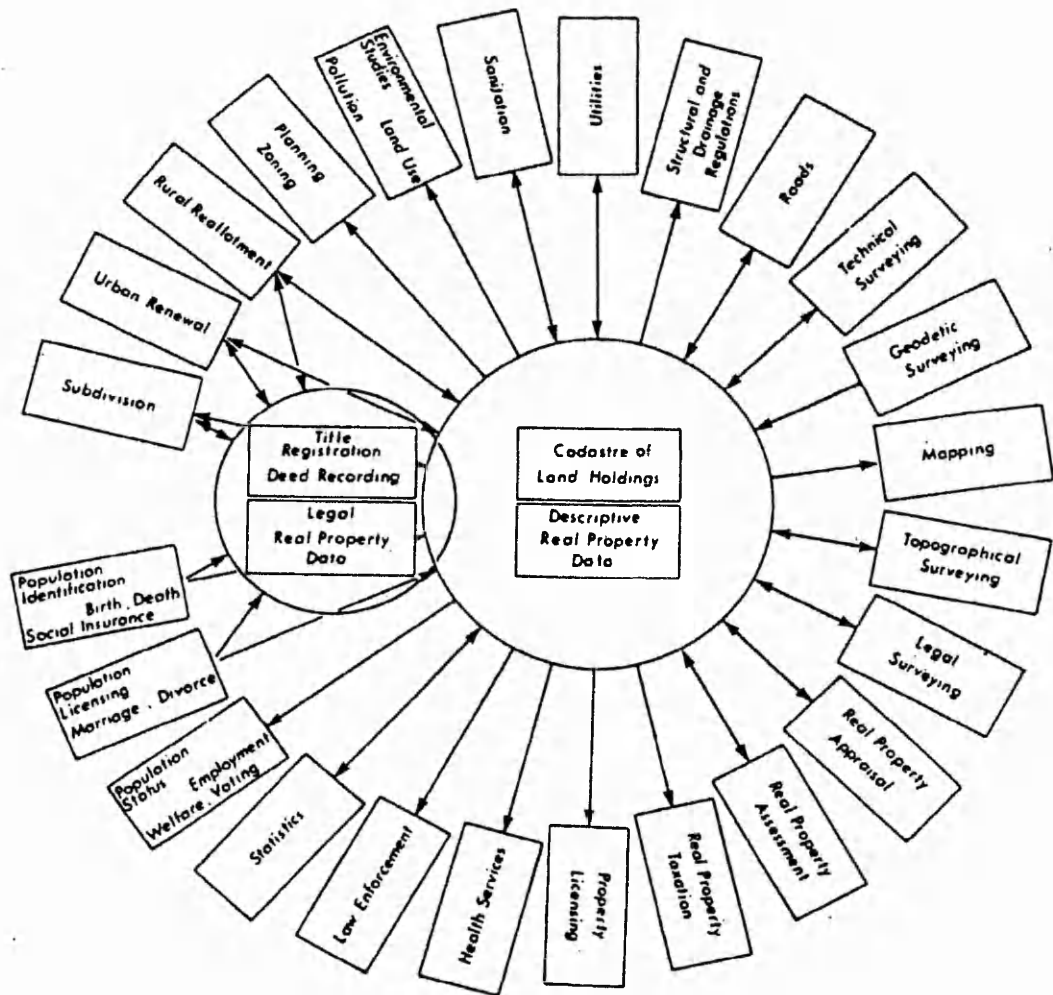 Environmental
Studies Land Use
Pollution
Sanitation
Utilities
Structural and
Drainage
Regulations
Roads
Technical
Surveying
Geodetic
Surveying
Mapping
Topographical
Surveying
Legal
Surveying
Real Property
Appraisal
Real Property
Assessment
Real Property
Taxation
Property
Licensing
Health Services
Law Enforcement
Statistics
Population
Status Employment
Welfare, Voting
Population
Licensing
Marriage, Divorce
Population
Identification
Birth, Death
Social Insurance
Subdivision
Urban Renewal
Rural Reallotment
Planning
Zoning
Title
Registration
Deed Recording
Legal
Real Property
Data
Cadastre of
Land Holdings
Descriptive
Real Property
Data